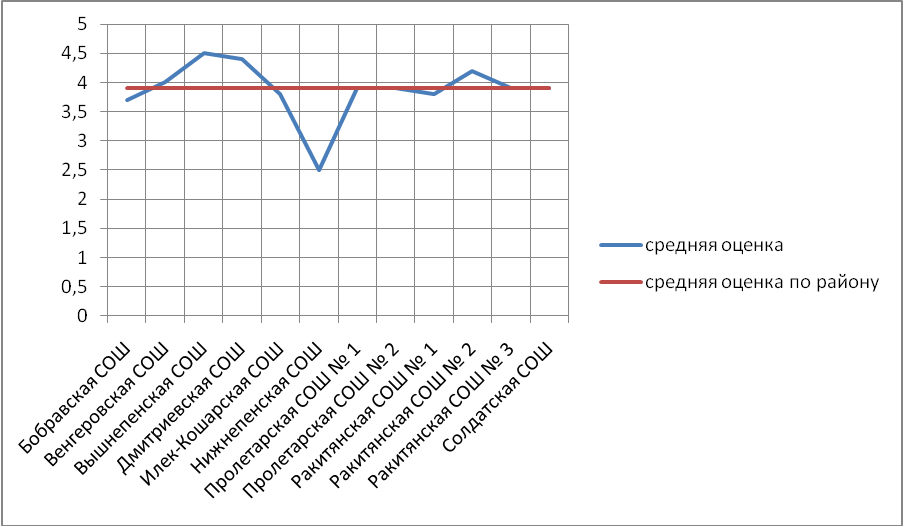 5
4,5
4
3,5
3
2,5
2
1,5
1
0,5
0
средняя оценка
средняя оценка по району
Бобравская СОШ
Венгеровская СОШ
Вышнепенская СОШ
Дмитриевская СОШ
Илек-Кошарская СОШ
Нижнепенская СОШ
Пролетарская СОШ № 1
Пролетарская СОШ № 2
Ракитянская СОШ № 1
Ракитянская СОШ № 2
Ракитянская СОШ № 3
Солдатская СОШ